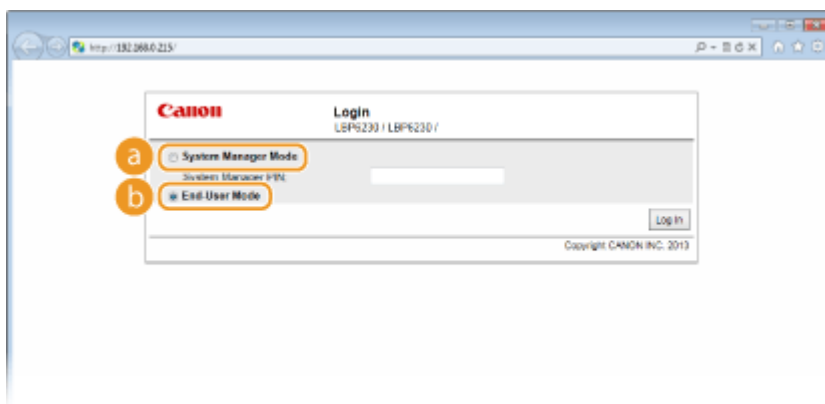 http://192.168.0.215/
Canon
Login
LBP6230 / LBP6230 /
a
System Manager Mode
System Manager PIN:
b
End-User Mode
Log In
Copyright CANON INC. 2013